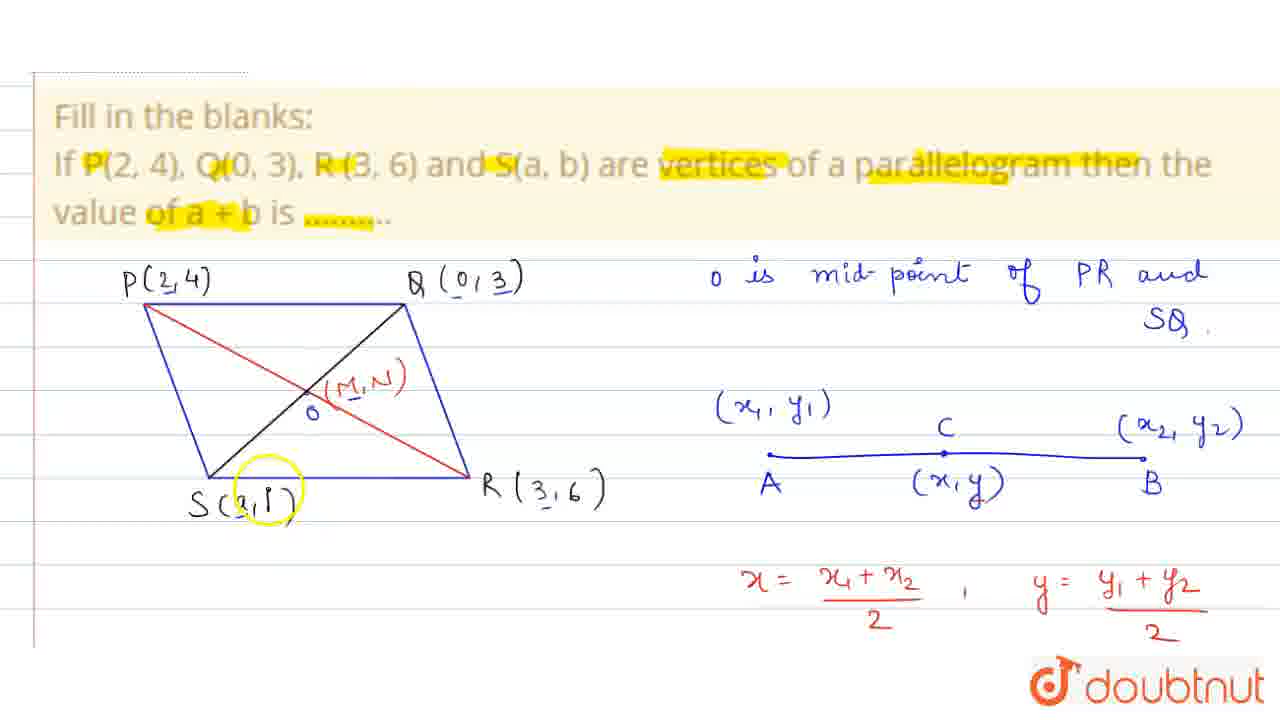 Fill in the blanks:
If P(2, 4), Q(0, 3), R (3, 6) and S(a, b) are vertices of a parallelogram then the
value of a + b is ...........
P(2,4)
Q (0, 3)
O is mid-point of PR and
SQ.
(M,N)
O
(x1, y1)
C
(x2, y2)
S
R (3, 6)
A
(x, y)
B
x = x1 + x2 / 2 , y = y1 + y2 / 2
doubtnut